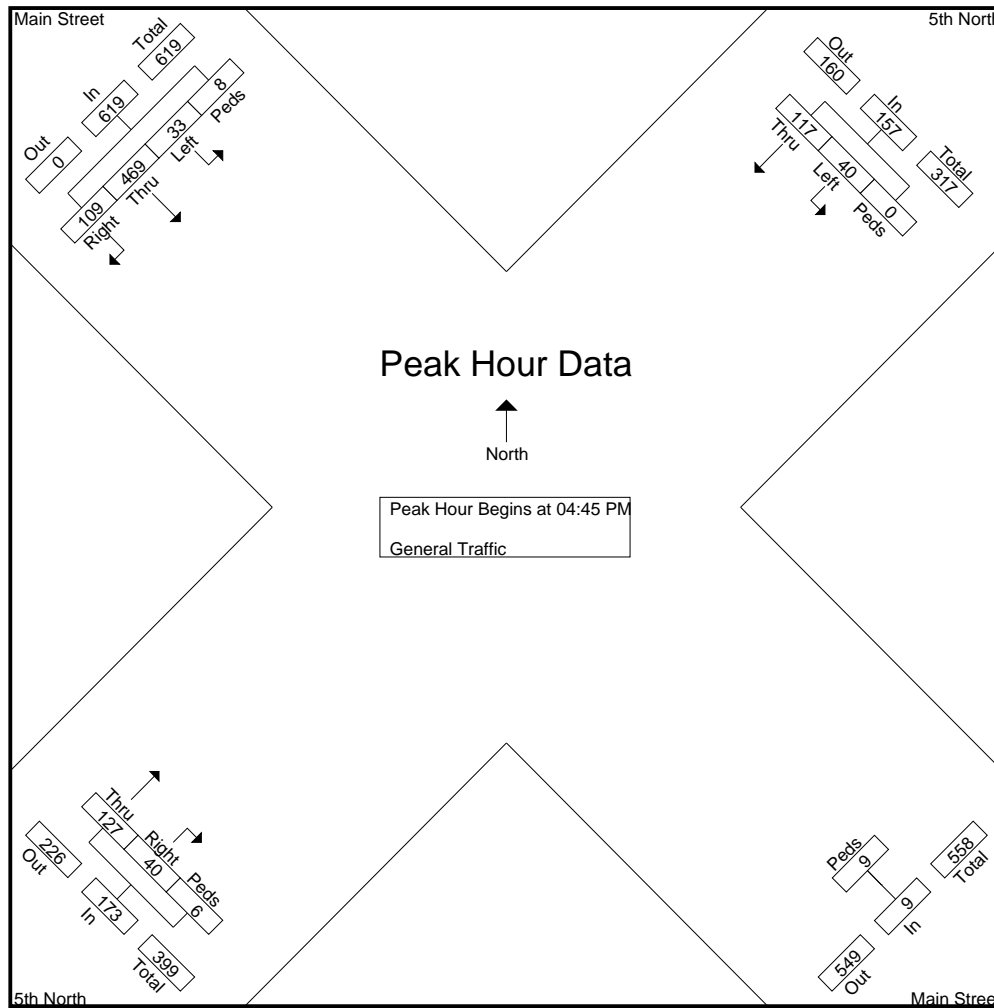 Main Street
Total
619
In
619
Out
0
8
Peds
33
Left
469
Thru
109
Right
5th North
Out
160
In
157
Total
317
117
Thru
40
Left
0
Peds
Peak Hour Data
North
Peak Hour Begins at 04:45 PM
General Traffic
Thru
127
Right
40
Peds
6
226
Out
173
In
399
Total
5th North
Peds
9
558
Total
9
In
549
Out
Main Street